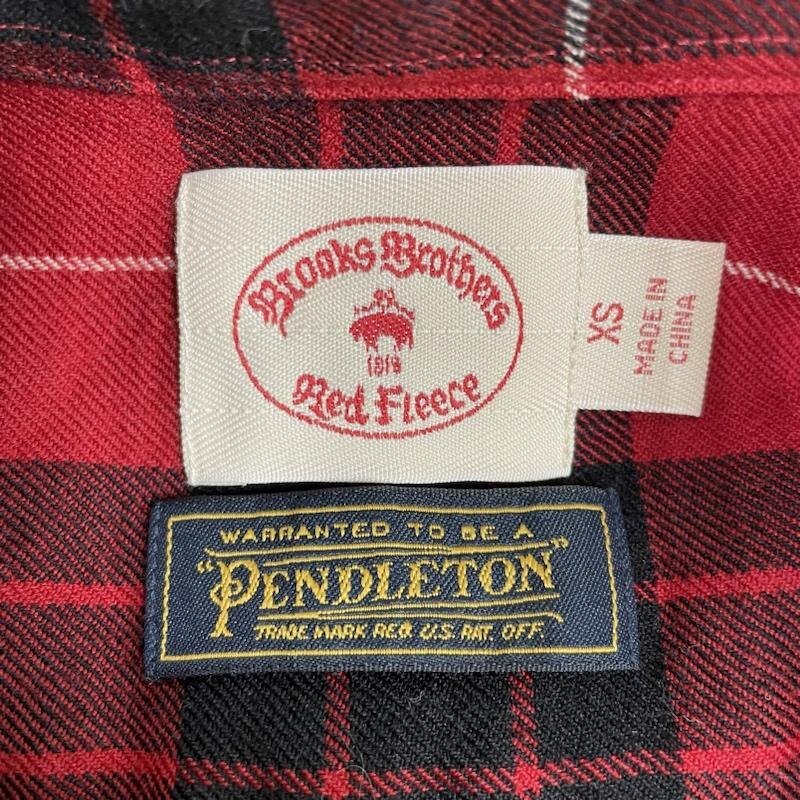 Brooks Brothers
1818
Red Fleece
XS
MADE IN
CHINA
WARRANTED TO BE A
"PENDLETON"
TRADE MARK REG. U.S. PAT. OFF.